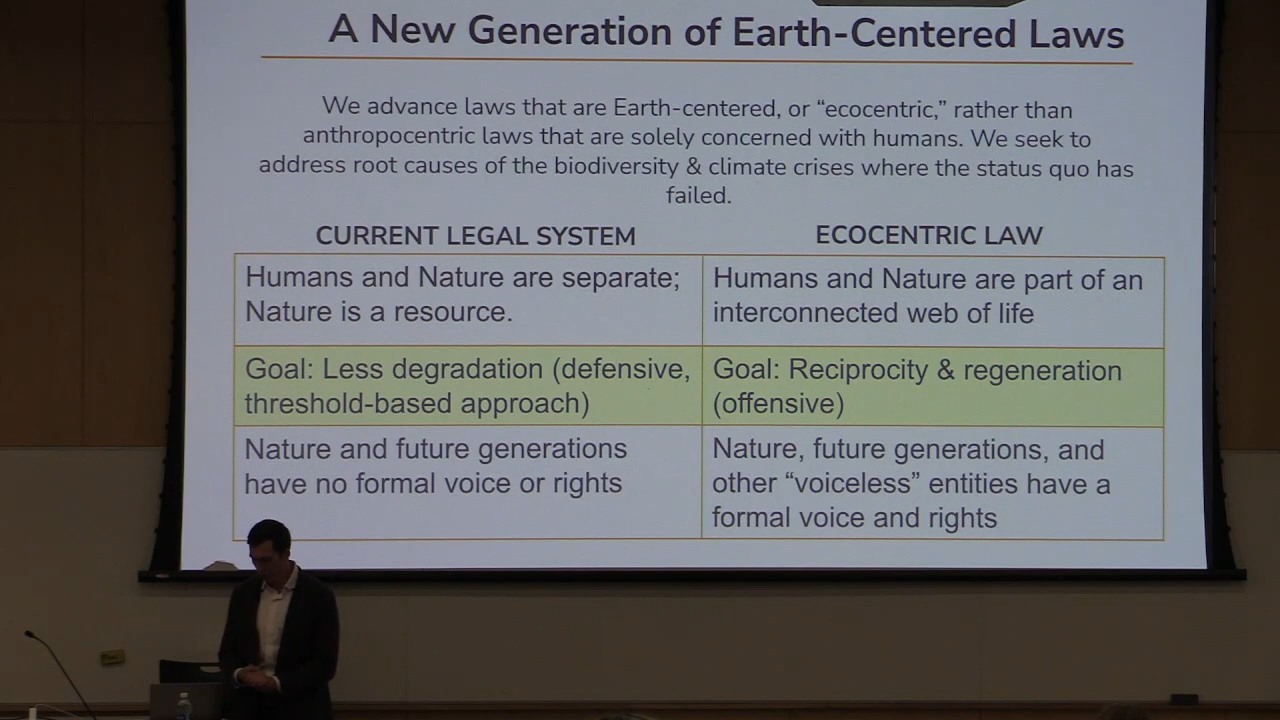 A New Generation of Earth-Centered Laws
We advance laws that are Earth-centered, or “ecocentric,” rather than
anthropocentric laws that are solely concerned with humans. We seek to
address root causes of the biodiversity & climate crises where the status quo has
failed.
CURRENT LEGAL SYSTEM
ECOCENTRIC LAW
Humans and Nature are separate;
Nature is a resource.
Humans and Nature are part of an
interconnected web of life
Goal: Less degradation (defensive,
threshold-based approach)
Goal: Reciprocity & regeneration
(offensive)
Nature and future generations
have no formal voice or rights
Nature, future generations, and
other “voiceless” entities have a
formal voice and rights